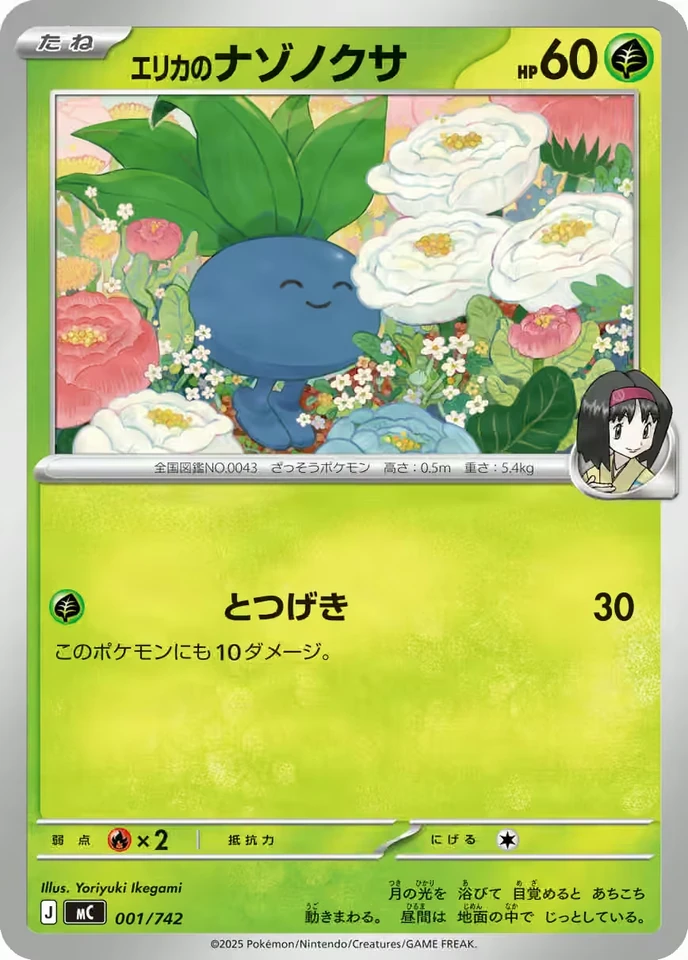 たね
エリカのナゾノクサ
HP60
全国図鑑NO.0043 ざっそうポケモン 高さ：0.5m 重さ：5.4kg
とつげき 30
このポケモンにも10ダメージ。
弱点 ×2 抵抗力 にげる
Illus. Yoriyuki Ikegami
J mC 001/742
月の光を 浴びて 目覚めると あちこち
動きまわる。 昼間は 地面の中で じっとしている。
©2025 Pokémon/Nintendo/Creatures/GAME FREAK.